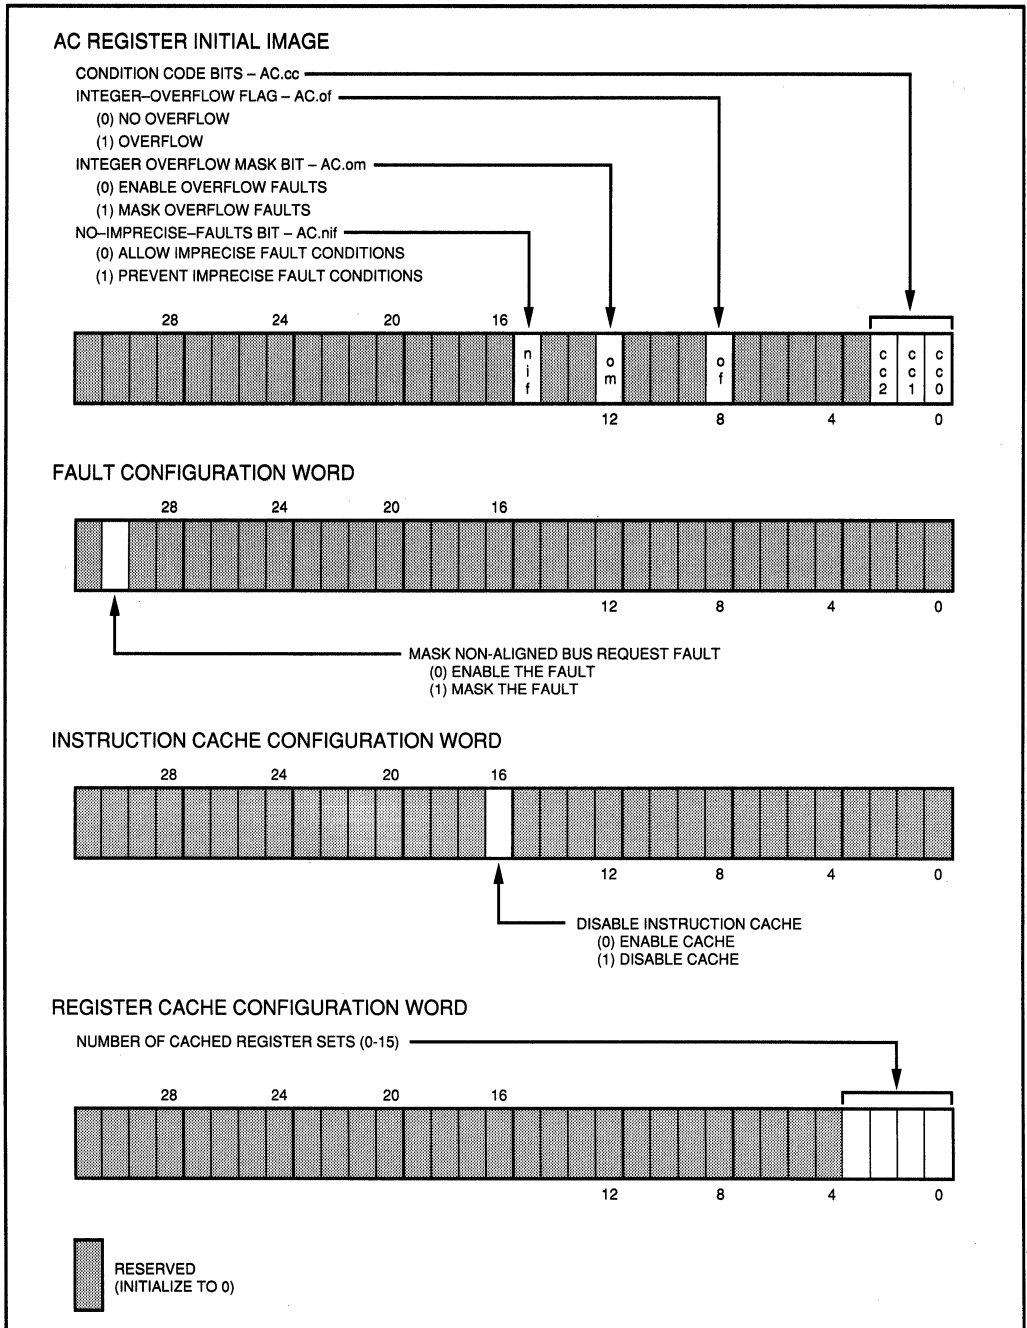 AC REGISTER INITIAL IMAGE
CONDITION CODE BITS – AC.cc
INTEGER–OVERFLOW FLAG – AC.of
(0) NO OVERFLOW
(1) OVERFLOW
INTEGER OVERFLOW MASK BIT – AC.om
(0) ENABLE OVERFLOW FAULTS
(1) MASK OVERFLOW FAULTS
NO–IMPRECISE–FAULTS BIT – AC.nif
(0) ALLOW IMPRECISE FAULT CONDITIONS
(1) PREVENT IMPRECISE FAULT CONDITIONS
28 24 20 16
nif om of cc2 cc1 cc0
12 8 4 0
FAULT CONFIGURATION WORD
28 24 20 16
12 8 4 0
MASK NON-ALIGNED BUS REQUEST FAULT
(0) ENABLE THE FAULT
(1) MASK THE FAULT
INSTRUCTION CACHE CONFIGURATION WORD
28 24 20 16
12 8 4 0
DISABLE INSTRUCTION CACHE
(0) ENABLE CACHE
(1) DISABLE CACHE
REGISTER CACHE CONFIGURATION WORD
NUMBER OF CACHED REGISTER SETS (0-15)
28 24 20 16
12 8 4 0
RESERVED
(INITIALIZE TO 0)